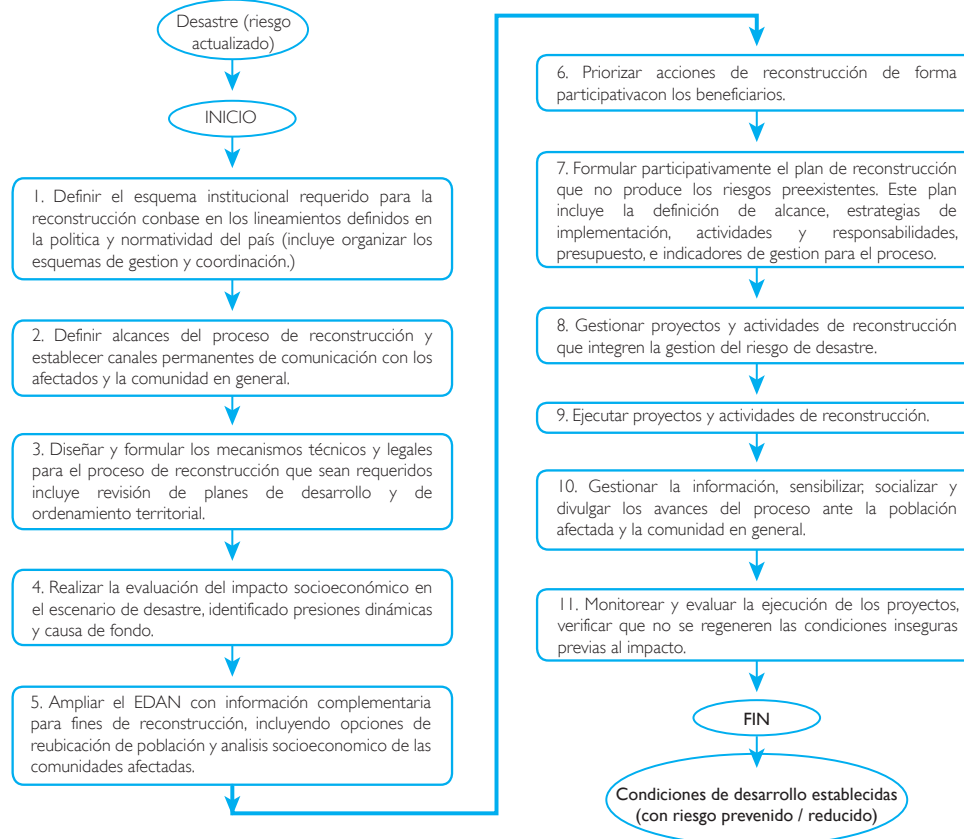 Desastre (riesgo
actualizado)
INICIO
1. Definir el esquema institucional requerido para la
reconstrucción conbase en los lineamientos definidos en
la politica y normatividad del país (incluye organizar los
esquemas de gestion y coordinación.)
2. Definir alcances del proceso de reconstrucción y
establecer canales permanentes de comunicación con los
afectados y la comunidad en general.
3. Diseñar y formular los mecanismos técnicos y legales
para el proceso de reconstrucción que sean requeridos
incluye revisión de planes de desarrollo y de
ordenamiento territorial.
4. Realizar la evaluación del impacto socioeconómico en
el escenario de desastre, identificado presiones dinámicas
y causa de fondo.
5. Ampliar el EDAN con información complementaria
para fines de reconstrucción, incluyendo opciones de
reubicación de población y analisis socioeconomico de las
comunidades afectadas.
6. Priorizar acciones de reconstrucción de forma
participativacon los beneficiarios.
7. Formular participativamente el plan de reconstrucción
que no produce los riesgos preexistentes. Este plan
incluye la definición de alcance, estrategias de
implementación, actividades y responsabilidades,
presupuesto, e indicadores de gestion para el proceso.
8. Gestionar proyectos y actividades de reconstrucción
que integren la gestion del riesgo de desastre.
9. Ejecutar proyectos y actividades de reconstrucción.
10. Gestionar la información, sensibilizar, socializar y
divulgar los avances del proceso ante la población
afectada y la comunidad en general.
11. Monitorear y evaluar la ejecución de los proyectos,
verificar que no se regeneren las condiciones inseguras
previas al impacto.
FIN
Condiciones de desarrollo establecidas
(con riesgo prevenido / reducido)